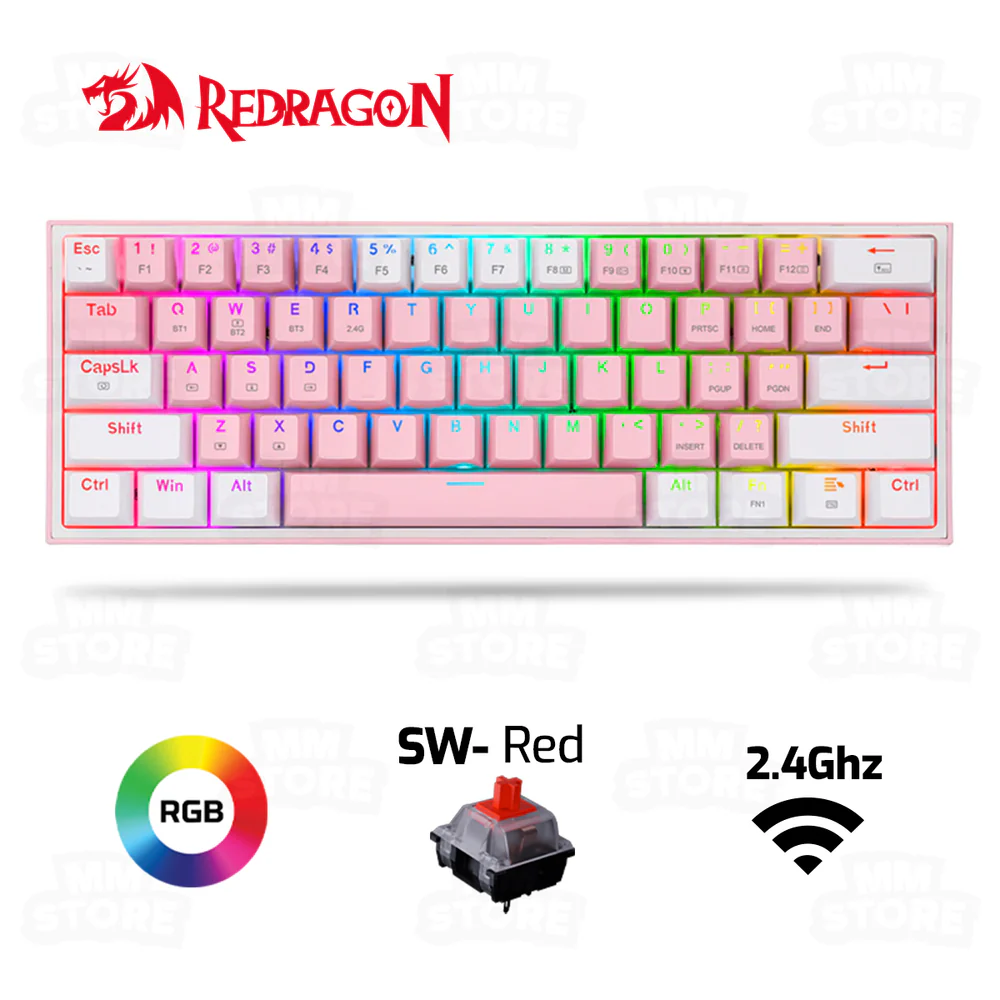 REDRAGON
Esc 1 ! 2 @ 3 # 4 $ 5 % 6 ^ 7 & 8 * 9 ( 0 ) - = +
` ~ F1 F2 F3 F4 F5 F6 F7 F8 F9 F10 F11 F12
Tab Q W E R T Y U I O P [ { ] } \ |
BT1 BT2 BT3 2.4G PRTSC HOME END
CapsLk A S D F G H J K L
PGUP PGDN
Shift Z X C V B N M , < . > / ? Shift
INSERT DELETE
Ctrl Win Alt Alt Fn Ctrl
FN1
SW- Red
2.4Ghz
RGB
MM STORE